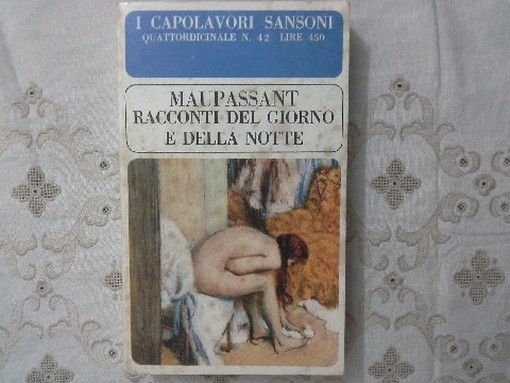 I CAPOLAVORI SANSONI
QUATTORDICINALE N. 42 LIRE 450
MAUPASSANT
RACCONTI DEL GIORNO
E DELLA NOTTE